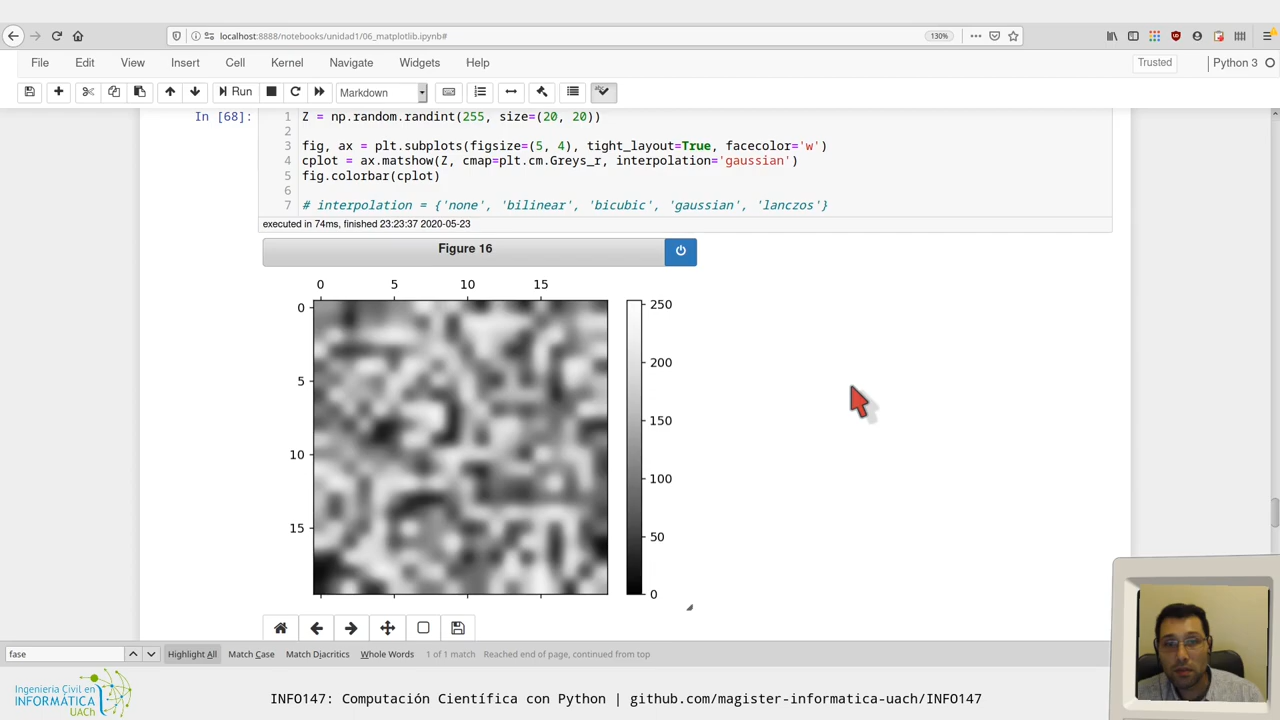 localhost:8888/notebooks/unidad1/06_matplotlib.ipynb#
130%
File Edit View Insert Cell Kernel Navigate Widgets Help
Trusted
Python 3
Run
Markdown
In [68]:
1 Z = np.random.randint(255, size=(20, 20))
2
3 fig, ax = plt.subplots(figsize=(5, 4), tight_layout=True, facecolor='w')
4 cplot = ax.matshow(Z, cmap=plt.cm.Greys_r, interpolation='gaussian')
5 fig.colorbar(cplot)
6
7 # interpolation = {'none', 'bilinear', 'bicubic', 'gaussian', 'lanczos'}
executed in 74ms, finished 23:23:37 2020-05-23
Figure 16
0 5 10 15
0
5
10
15
250
200
150
100
50
0
fase
Highlight All Match Case Match Diacritics Whole Words 1 of 1 match Reached end of page, continued from top
Ingeniería Civil en
INFORMÁTICA
UACh
INFO147: Computación Científica con Python | github.com/magister-informatica-uach/INFO147